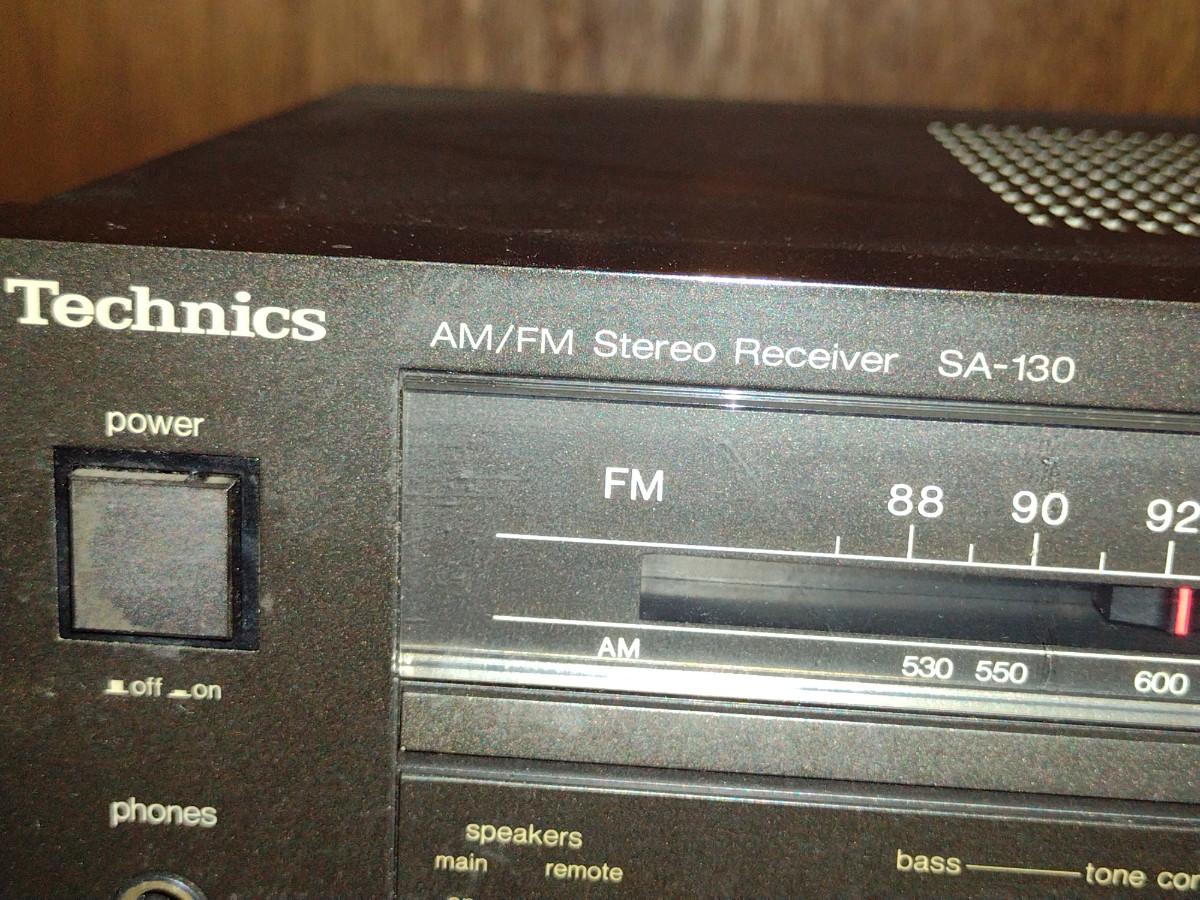 Technics
AM/FM Stereo Receiver SA-130
power
FM
88 90 92
AM
530 550 600
off on
phones
speakers
main remote
bass
tone